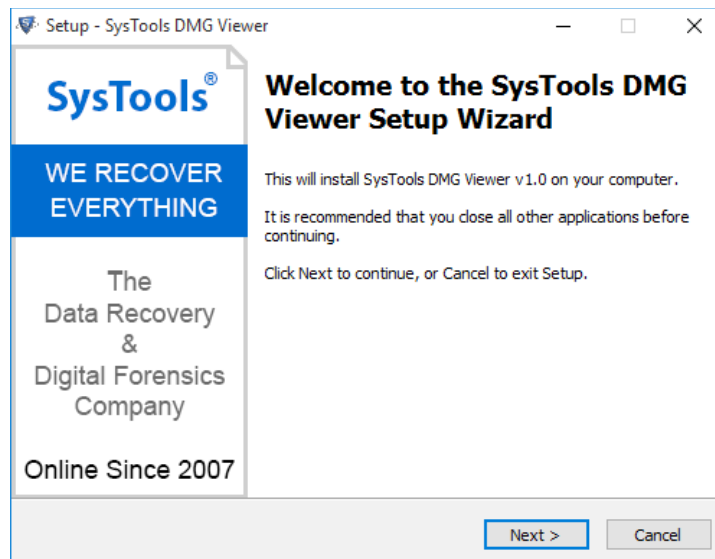 Setup - SysTools DMG Viewer
SysTools®
WE RECOVER
EVERYTHING
The
Data Recovery
&
Digital Forensics
Company
Online Since 2007
Welcome to the SysTools DMG
Viewer Setup Wizard
This will install SysTools DMG Viewer v1.0 on your computer.
It is recommended that you close all other applications before
continuing.
Click Next to continue, or Cancel to exit Setup.
Next >
Cancel